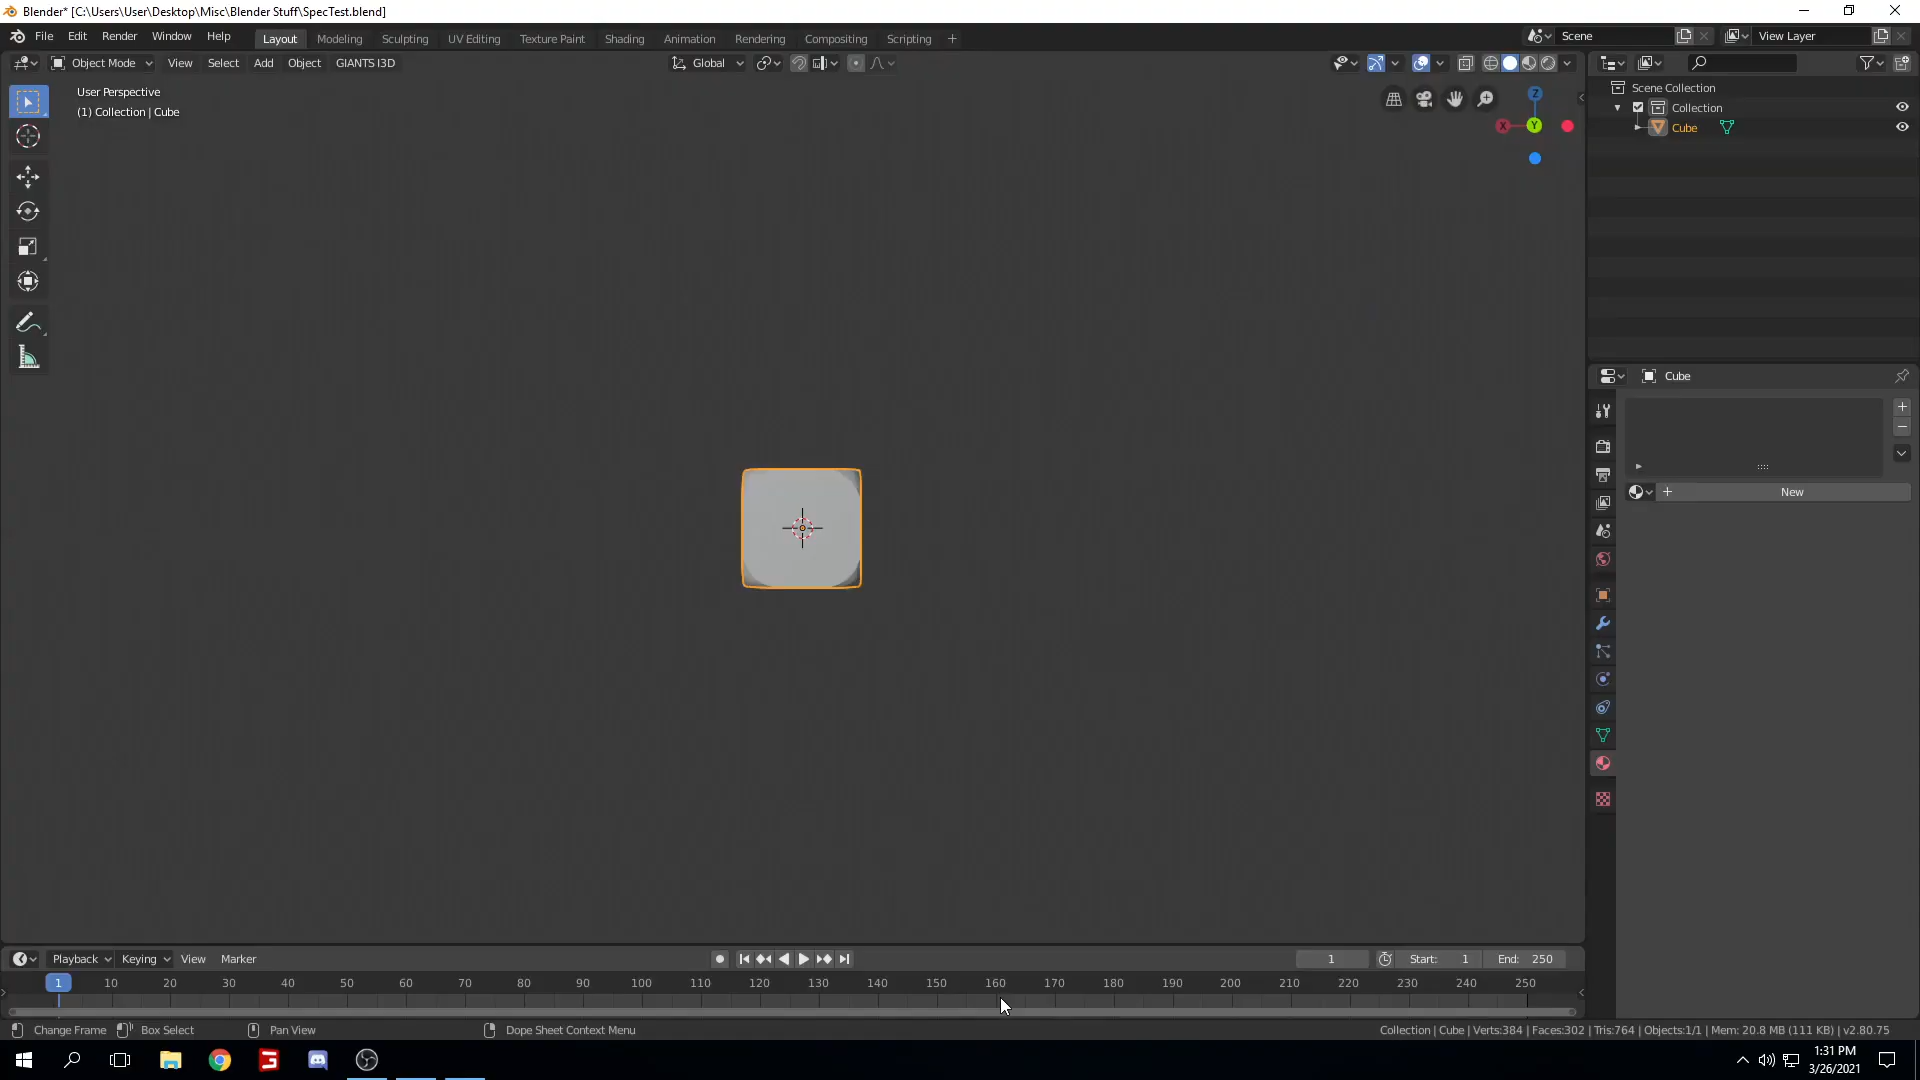 Blender* [C:\Users\User\Desktop\Misc\Blender Stuff\SpecTest.blend]
File Edit Render Window Help Layout Modeling Sculpting UV Editing Texture Paint Shading Animation Rendering Compositing Scripting + Scene View Layer
Object Mode View Select Add Object GIANTS I3D Global
User Perspective
(1) Collection | Cube
Z
X Y
Scene Collection
Collection
Cube
Cube
New
Playback Keying View Marker 1 Start: 1 End: 250
1 10 20 30 40 50 60 70 80 90 100 110 120 130 140 150 160 170 180 190 200 210 220 230 240 250
Change Frame Box Select Pan View Dope Sheet Context Menu Collection | Cube | Verts:384 | Faces:302 | Tris:764 | Objects:1/1 | Mem: 20.8 MB (111 KB) | v2.80.75
1:31 PM
3/26/2021